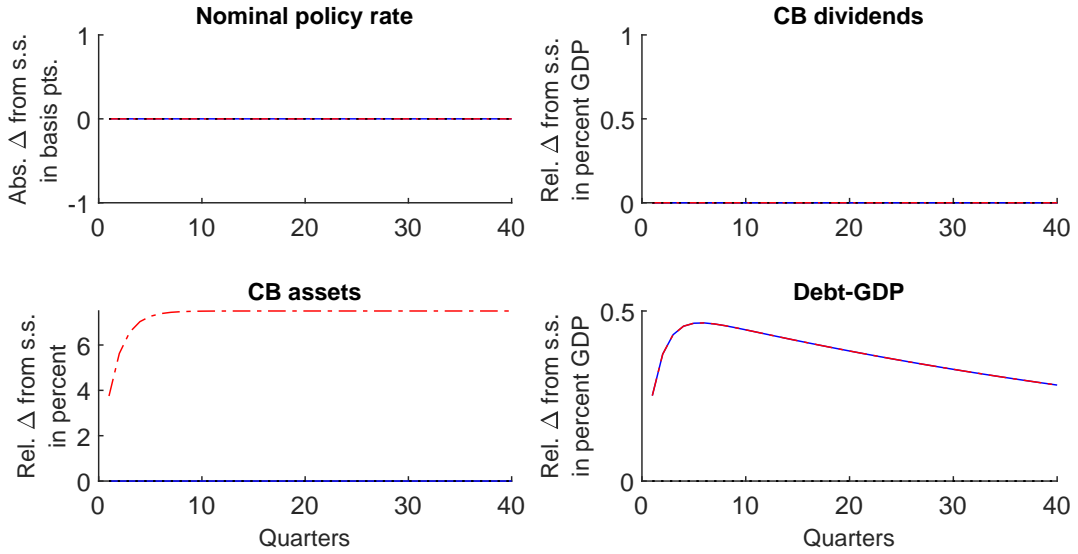 Nominal policy rate
Abs. Δ from s.s.
in basis pts.
1
0
-1
0
10
20
30
40
CB dividends
Rel. Δ from s.s.
in percent GDP
1
0.5
0
0
10
20
30
40
CB assets
Rel. Δ from s.s.
in percent
6
4
2
0
0
10
20
30
40
Quarters
Debt-GDP
Rel. Δ from s.s.
in percent GDP
0.5
0
0
10
20
30
40
Quarters